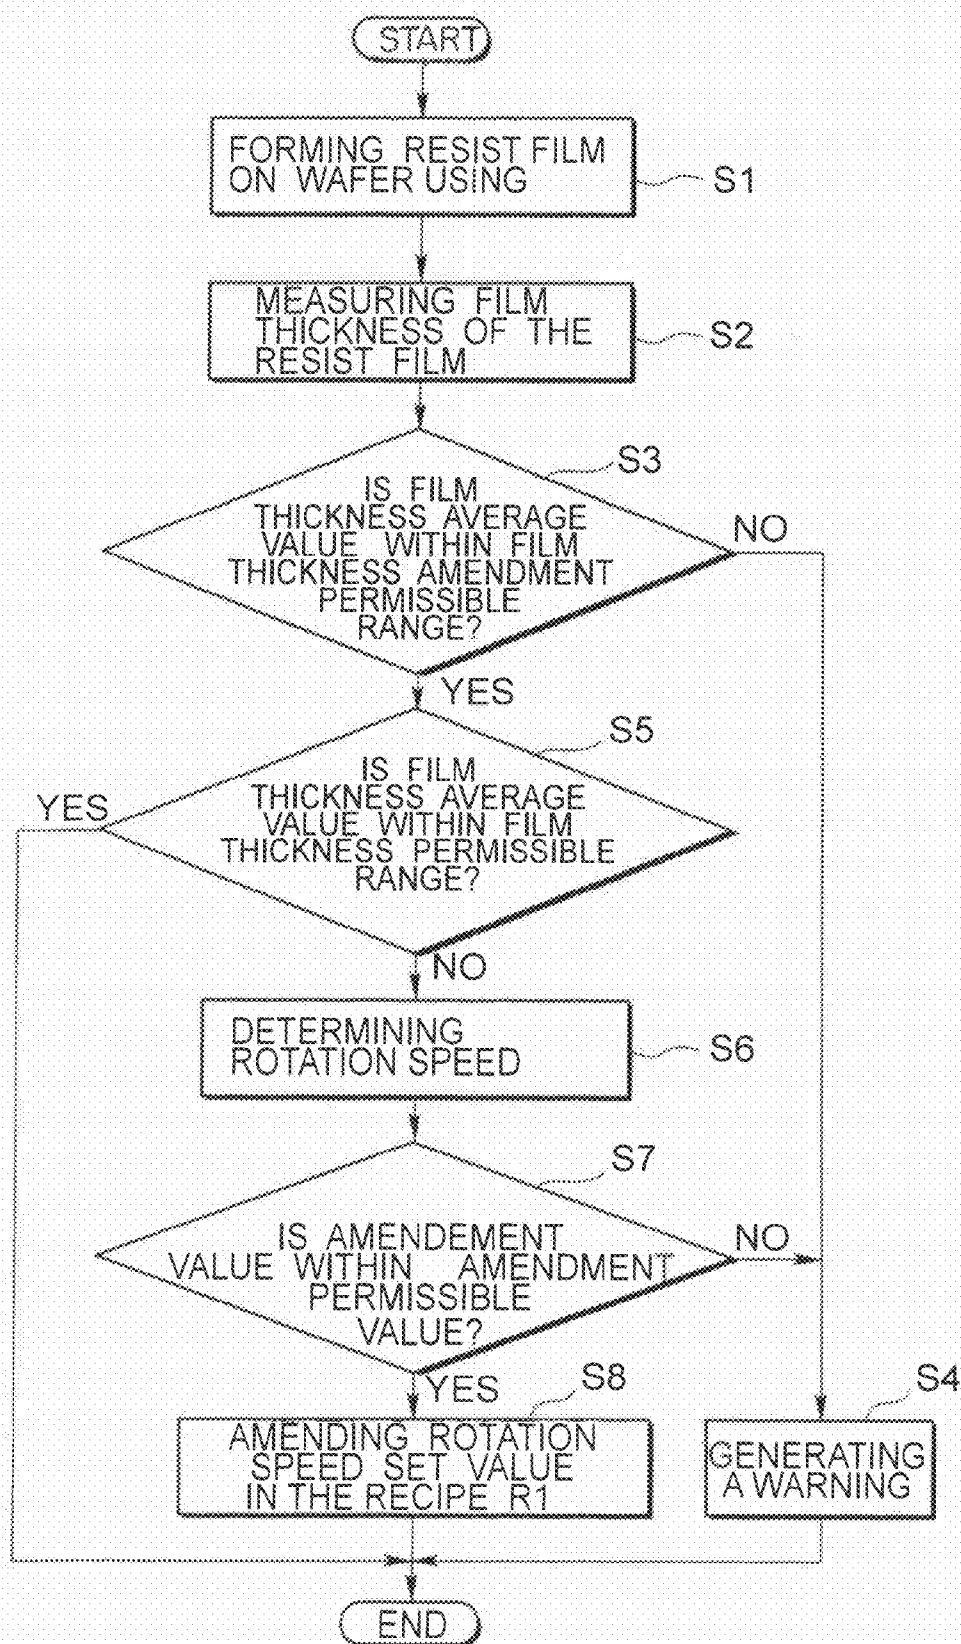 START
FORMING RESIST FILM
ON WAFER USING
S1
MEASURING FILM
THICKNESS OF THE
RESIST FILM
S2
S3
IS FILM
THICKNESS AVERAGE
VALUE WITHIN FILM
THICKNESS AMENDMENT
PERMISSIBLE
RANGE?
NO
YES
S5
IS FILM
THICKNESS AVERAGE
VALUE WITHIN FILM
THICKNESS PERMISSIBLE
RANGE?
YES
NO
DETERMINING
ROTATION SPEED
S6
S7
IS AMENDEMENT
VALUE WITHIN AMENDMENT
PERMISSIBLE
VALUE?
NO
YES
S8
AMENDING ROTATION
SPEED SET VALUE
IN THE RECIPE R1
S4
GENERATING
A WARNING
END